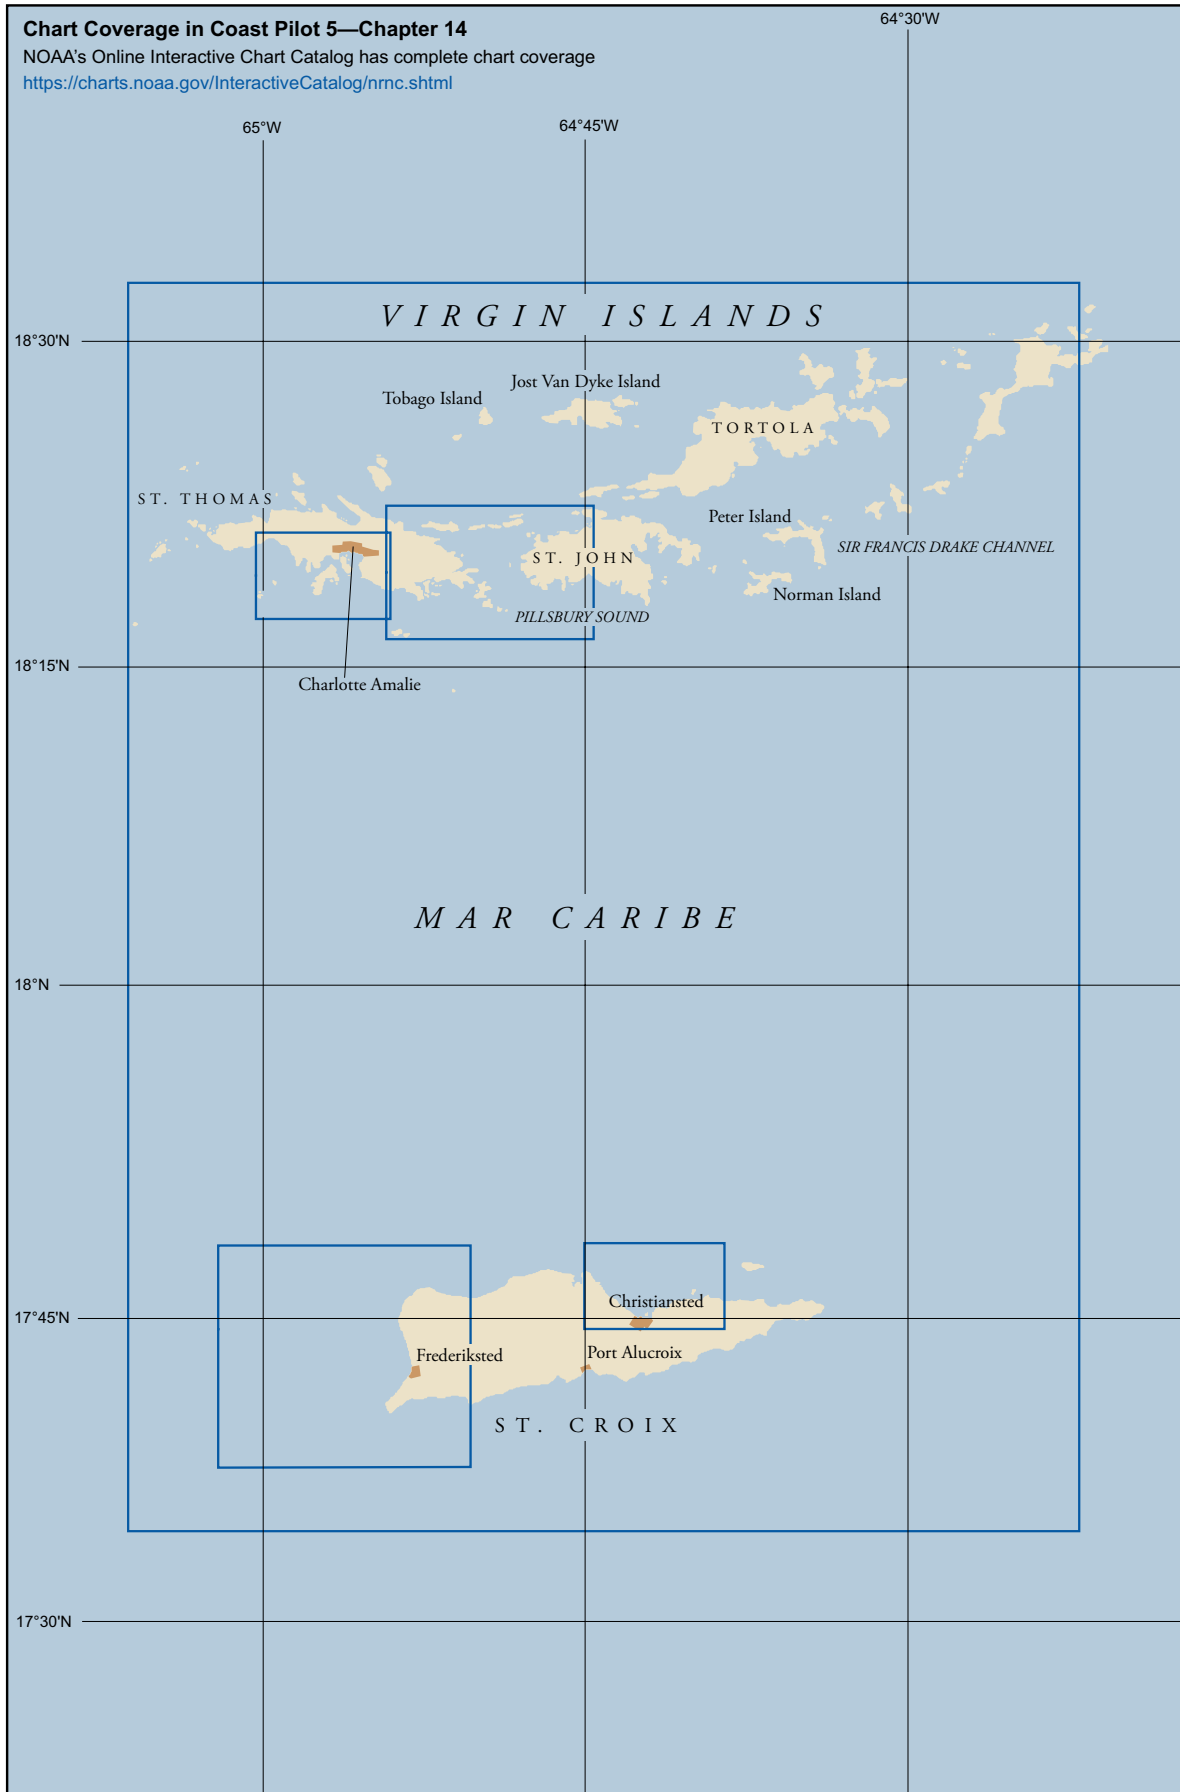 Chart Coverage in Coast Pilot 5—Chapter 14
NOAA's Online Interactive Chart Catalog has complete chart coverage
https://charts.noaa.gov/InteractiveCatalog/nrnc.shtml
64°30'W
65°W
64°45'W
VIRGIN ISLANDS
18°30'N
Jost Van Dyke Island
Tobago Island
TORTOLA
ST. THOMAS
Peter Island
SIR FRANCIS DRAKE CHANNEL
ST. JOHN
Norman Island
PILLSBURY SOUND
18°15'N
Charlotte Amalie
MAR CARIBE
18°N
Christiansted
17°45'N
Port Alucroix
Frederiksted
ST. CROIX
17°30'N